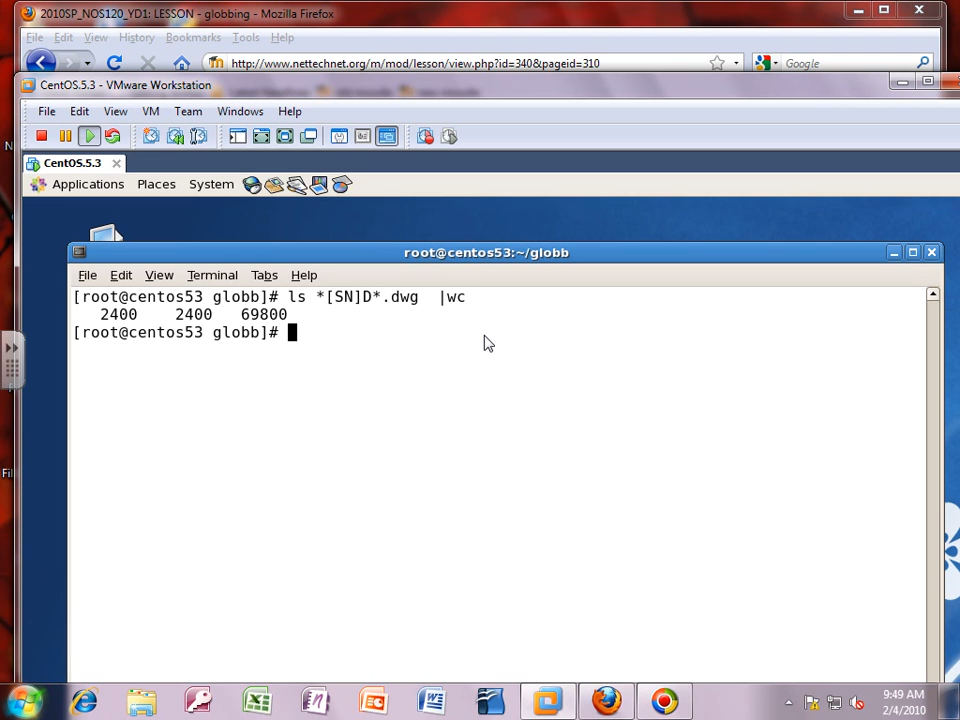 2010SP_NOS120_YD1: LESSON - globbing - Mozilla Firefox
File Edit View History Bookmarks Tools Help
http://www.nettechnet.org/m/mod/lesson/view.php?id=340&pageid=310
Google
CentOS.5.3 - VMware Workstation
File Edit View VM Team Windows Help
CentOS.5.3
Applications Places System
root@centos53:~/globb
File Edit View Terminal Tabs Help
[root@centos53 globb]# ls *[SN]D*.dwg |wc
2400 2400 69800
[root@centos53 globb]#
Fil
9:49 AM
2/4/2010